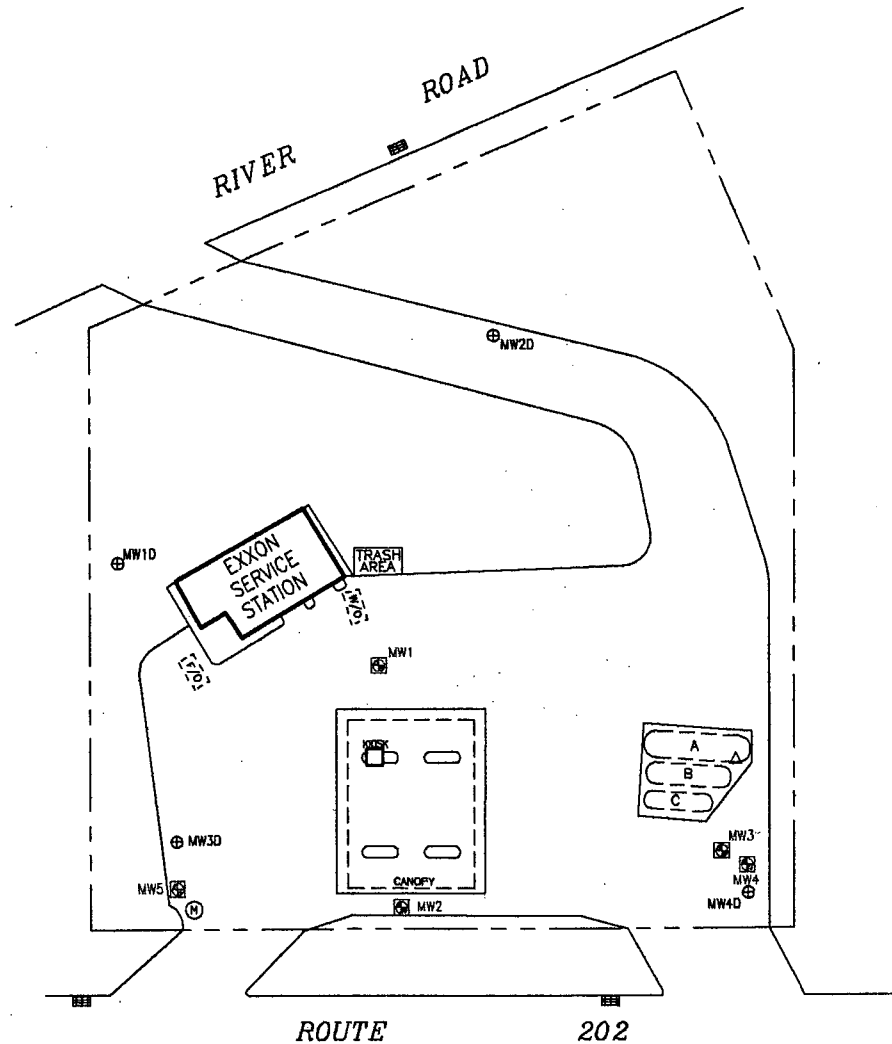 RIVER ROAD
MW2D
MW1D
EXXON
SERVICE
STATION
TRASH
AREA
W/O
F/O
MW1
KIOSK
A
B
C
MW3
MW3D
MW4
MW5
CANOPY
MW4D
M
MW2
ROUTE 202